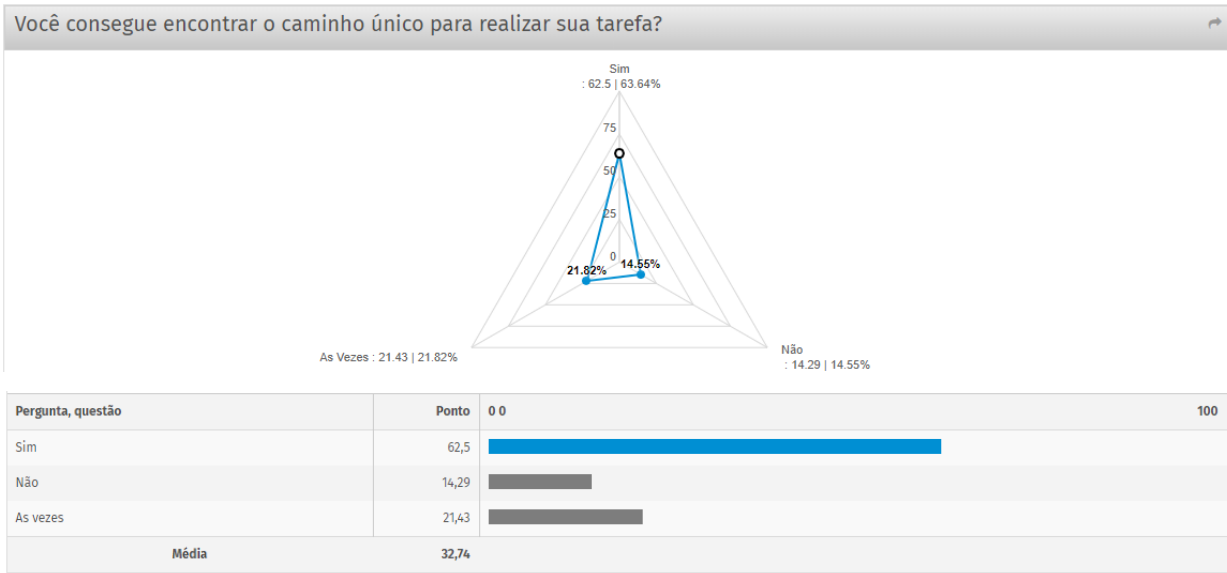 Você consegue encontrar o caminho único para realizar sua tarefa?
Sim
: 62.5 | 63.64%
75
50
25
0
21.82% 14.55%
As Vezes : 21.43 | 21.82%
Não
: 14.29 | 14.55%
Pergunta, questão Ponto 0 0 100
Sim 62,5
Não 14,29
As vezes 21,43
Média 32,74